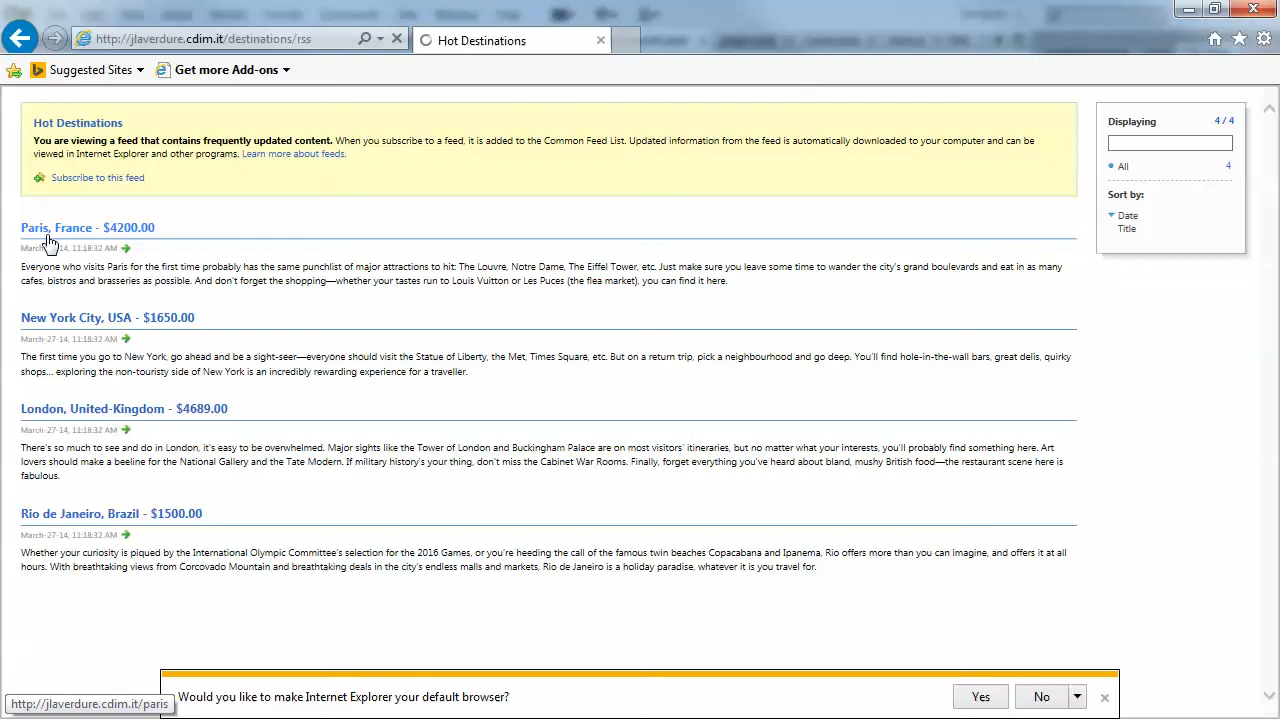 http://jlaverdure.cdim.it/destinations/rss
Hot Destinations
Suggested Sites
Get more Add-ons
Hot Destinations
You are viewing a feed that contains frequently updated content. When you subscribe to a feed, it is added to the Common Feed List. Updated information from the feed is automatically downloaded to your computer and can be
viewed in Internet Explorer and other programs. Learn more about feeds.
Subscribe to this feed
Displaying 4 / 4
All 4
Sort by:
Date
Title
Paris, France - $4200.00
March 14, 11:18:32 AM
Everyone who visits Paris for the first time probably has the same punchlist of major attractions to hit: The Louvre, Notre Dame, The Eiffel Tower, etc. Just make sure you leave some time to wander the city's grand boulevards and eat in as many
cafes, bistros and brasseries as possible. And don't forget the shopping—whether your tastes run to Louis Vuitton or Les Puces (the flea market), you can find it here.
New York City, USA - $1650.00
March-27-14, 11:18:32 AM
The first time you go to New York, go ahead and be a sight-seer—everyone should visit the Statue of Liberty, the Met, Times Square, etc. But on a return trip, pick a neighbourhood and go deep. You'll find hole-in-the-wall bars, great delis, quirky
shops... exploring the non-touristy side of New York is an incredibly rewarding experience for a traveller.
London, United-Kingdom - $4689.00
March-27-14, 11:18:32 AM
There's so much to see and do in London, it's easy to be overwhelmed. Major sights like the Tower of London and Buckingham Palace are on most visitors' itineraries, but no matter what your interests, you'll probably find something here. Art
lovers should make a beeline for the National Gallery and the Tate Modern. If military history's your thing, don't miss the Cabinet War Rooms. Finally, forget everything you've heard about bland, mushy British food—the restaurant scene here is
fabulous.
Rio de Janeiro, Brazil - $1500.00
March-27-14, 11:18:32 AM
Whether your curiosity is piqued by the International Olympic Committee's selection for the 2016 Games, or you're heeding the call of the famous twin beaches Copacabana and Ipanema, Rio offers more than you can imagine, and offers it at all
hours. With breathtaking views from Corcovado Mountain and breathtaking deals in the city's endless malls and markets, Rio de Janeiro is a holiday paradise, whatever it is you travel for.
Would you like to make Internet Explorer your default browser?
Yes
No
http://jlaverdure.cdim.it/paris